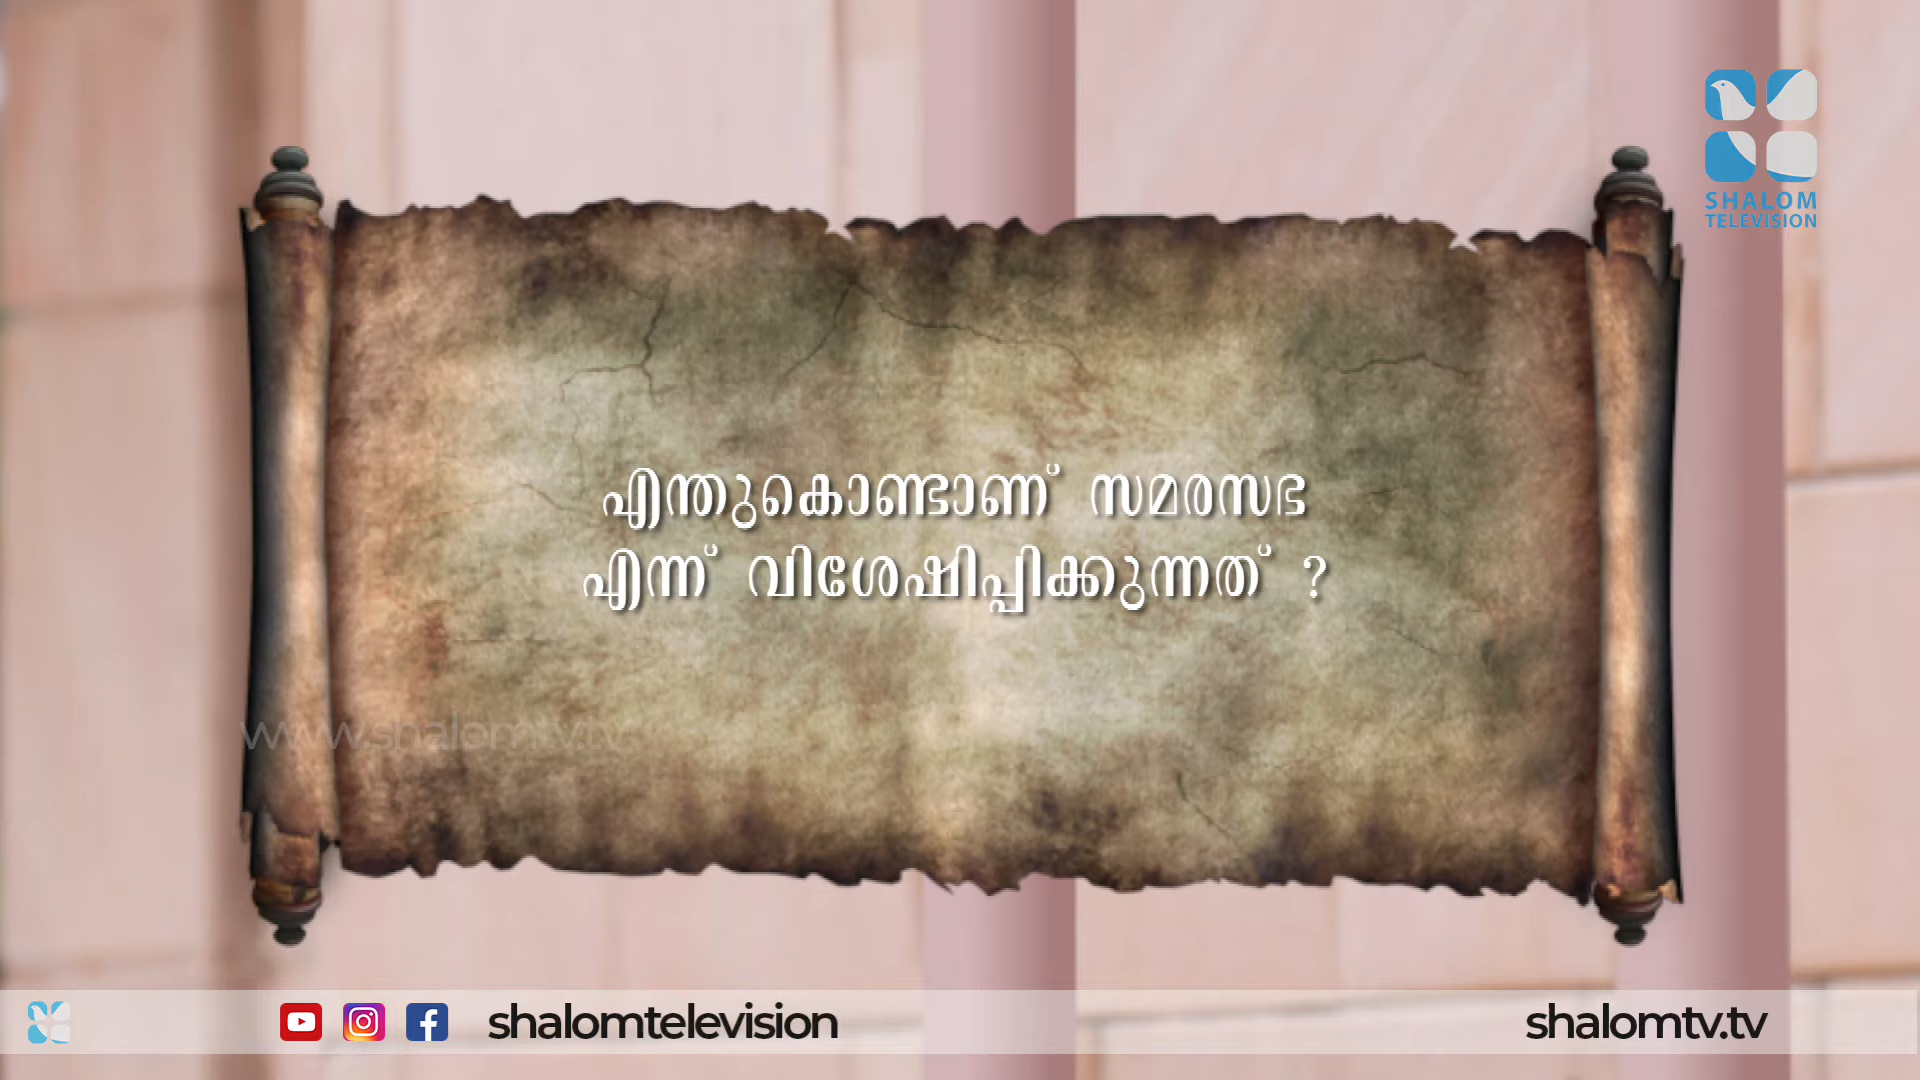 SHALOM
TELEVISION
എന്തുകൊണ്ടാണ് സമരസഭ
എന്ന് വിശേഷിപ്പിക്കുന്നത് ?
www.shalomtv.tv
shalomtelevision
shalomtv.tv